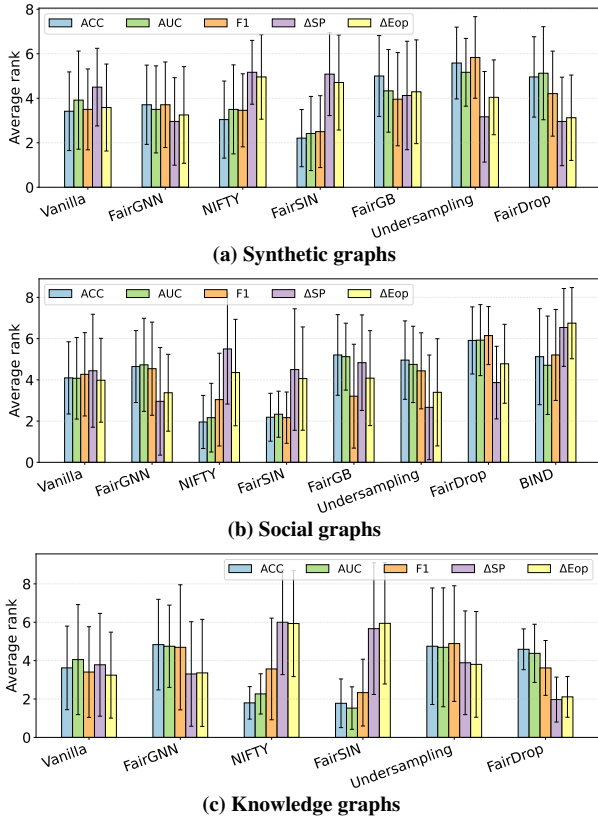 ACC AUC F1 ΔSP ΔEop
Average rank
8
6
4
2
0
Vanilla FairGNN NIFTY FairSIN FairGB Undersampling FairDrop
(a) Synthetic graphs
ACC AUC F1 ΔSP ΔEop
Average rank
8
6
4
2
0
Vanilla FairGNN NIFTY FairSIN FairGB Undersampling FairDrop BIND
(b) Social graphs
ACC AUC F1 ΔSP ΔEop
Average rank
8
6
4
2
0
Vanilla FairGNN NIFTY FairSIN Undersampling FairDrop
(c) Knowledge graphs